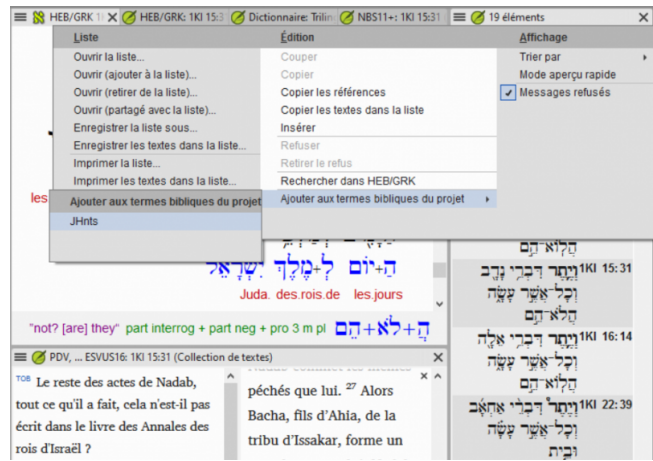 HEB/GRK 1
HEB/GRK: 1KI 15:3
Dictionnaire: Trilin
NBS11+: 1KI 15:31
19 éléments
Liste
Ouvrir la liste...
Ouvrir (ajouter à la liste)...
Ouvrir (retirer de la liste)...
Ouvrir (partagé avec la liste)...
Enregistrer la liste sous...
Enregistrer les textes dans la liste...
Imprimer la liste...
Imprimer les textes dans la liste...
Ajouter aux termes bibliques du projet
JHnts
Édition
Couper
Copier
Copier les références
Copier les textes dans la liste
Insérer
Refuser
Retirer le refus
Rechercher dans HEB/GRK
Ajouter aux termes bibliques du projet
Affichage
Trier par
Mode aperçu rapide
Messages refusés
les
הַ+יּוֹם לְ+מֶלֶךְ יִשְׂרָאֵל
Juda. des.rois.de les.jours
"not? [are] they" part interrog + part neg + pro 3 m pl הֲ+לֹא+הֵם
הֲלֽוֹא־הֵ֣ם
1KI 15:31 וְיֶ֛תֶר דִּבְרֵ֥י נָדָ֖ב
וְכָל־אֲשֶׁ֣ר עָשָׂ֑ה
הֲלֹא־הֵ֣ם
1KI 16:14 וְיֶ֛תֶר דִּבְרֵ֥י אֵלָ֖ה
וְכָל־אֲשֶׁ֣ר עָשָׂ֑ה
הֲלֽוֹא־הֵ֣ם
1KI 22:39 וְיֶ֩תֶר֩ דִּבְרֵ֨י אַחְאָ֜ב
וְכָל־אֲשֶׁ֣ר עָשָׂ֗ה
וּבֵ֤ית
PDV, ... ESVUS16: 1KI 15:31 (Collection de textes)
TOB Le reste des actes de Nadab,
tout ce qu'il a fait, cela n'est-il pas
écrit dans le livre des Annales des
rois d'Israël ?
péchés que lui. 27 Alors
Bacha, fils d'Ahia, de la
tribu d'Issakar, forme un